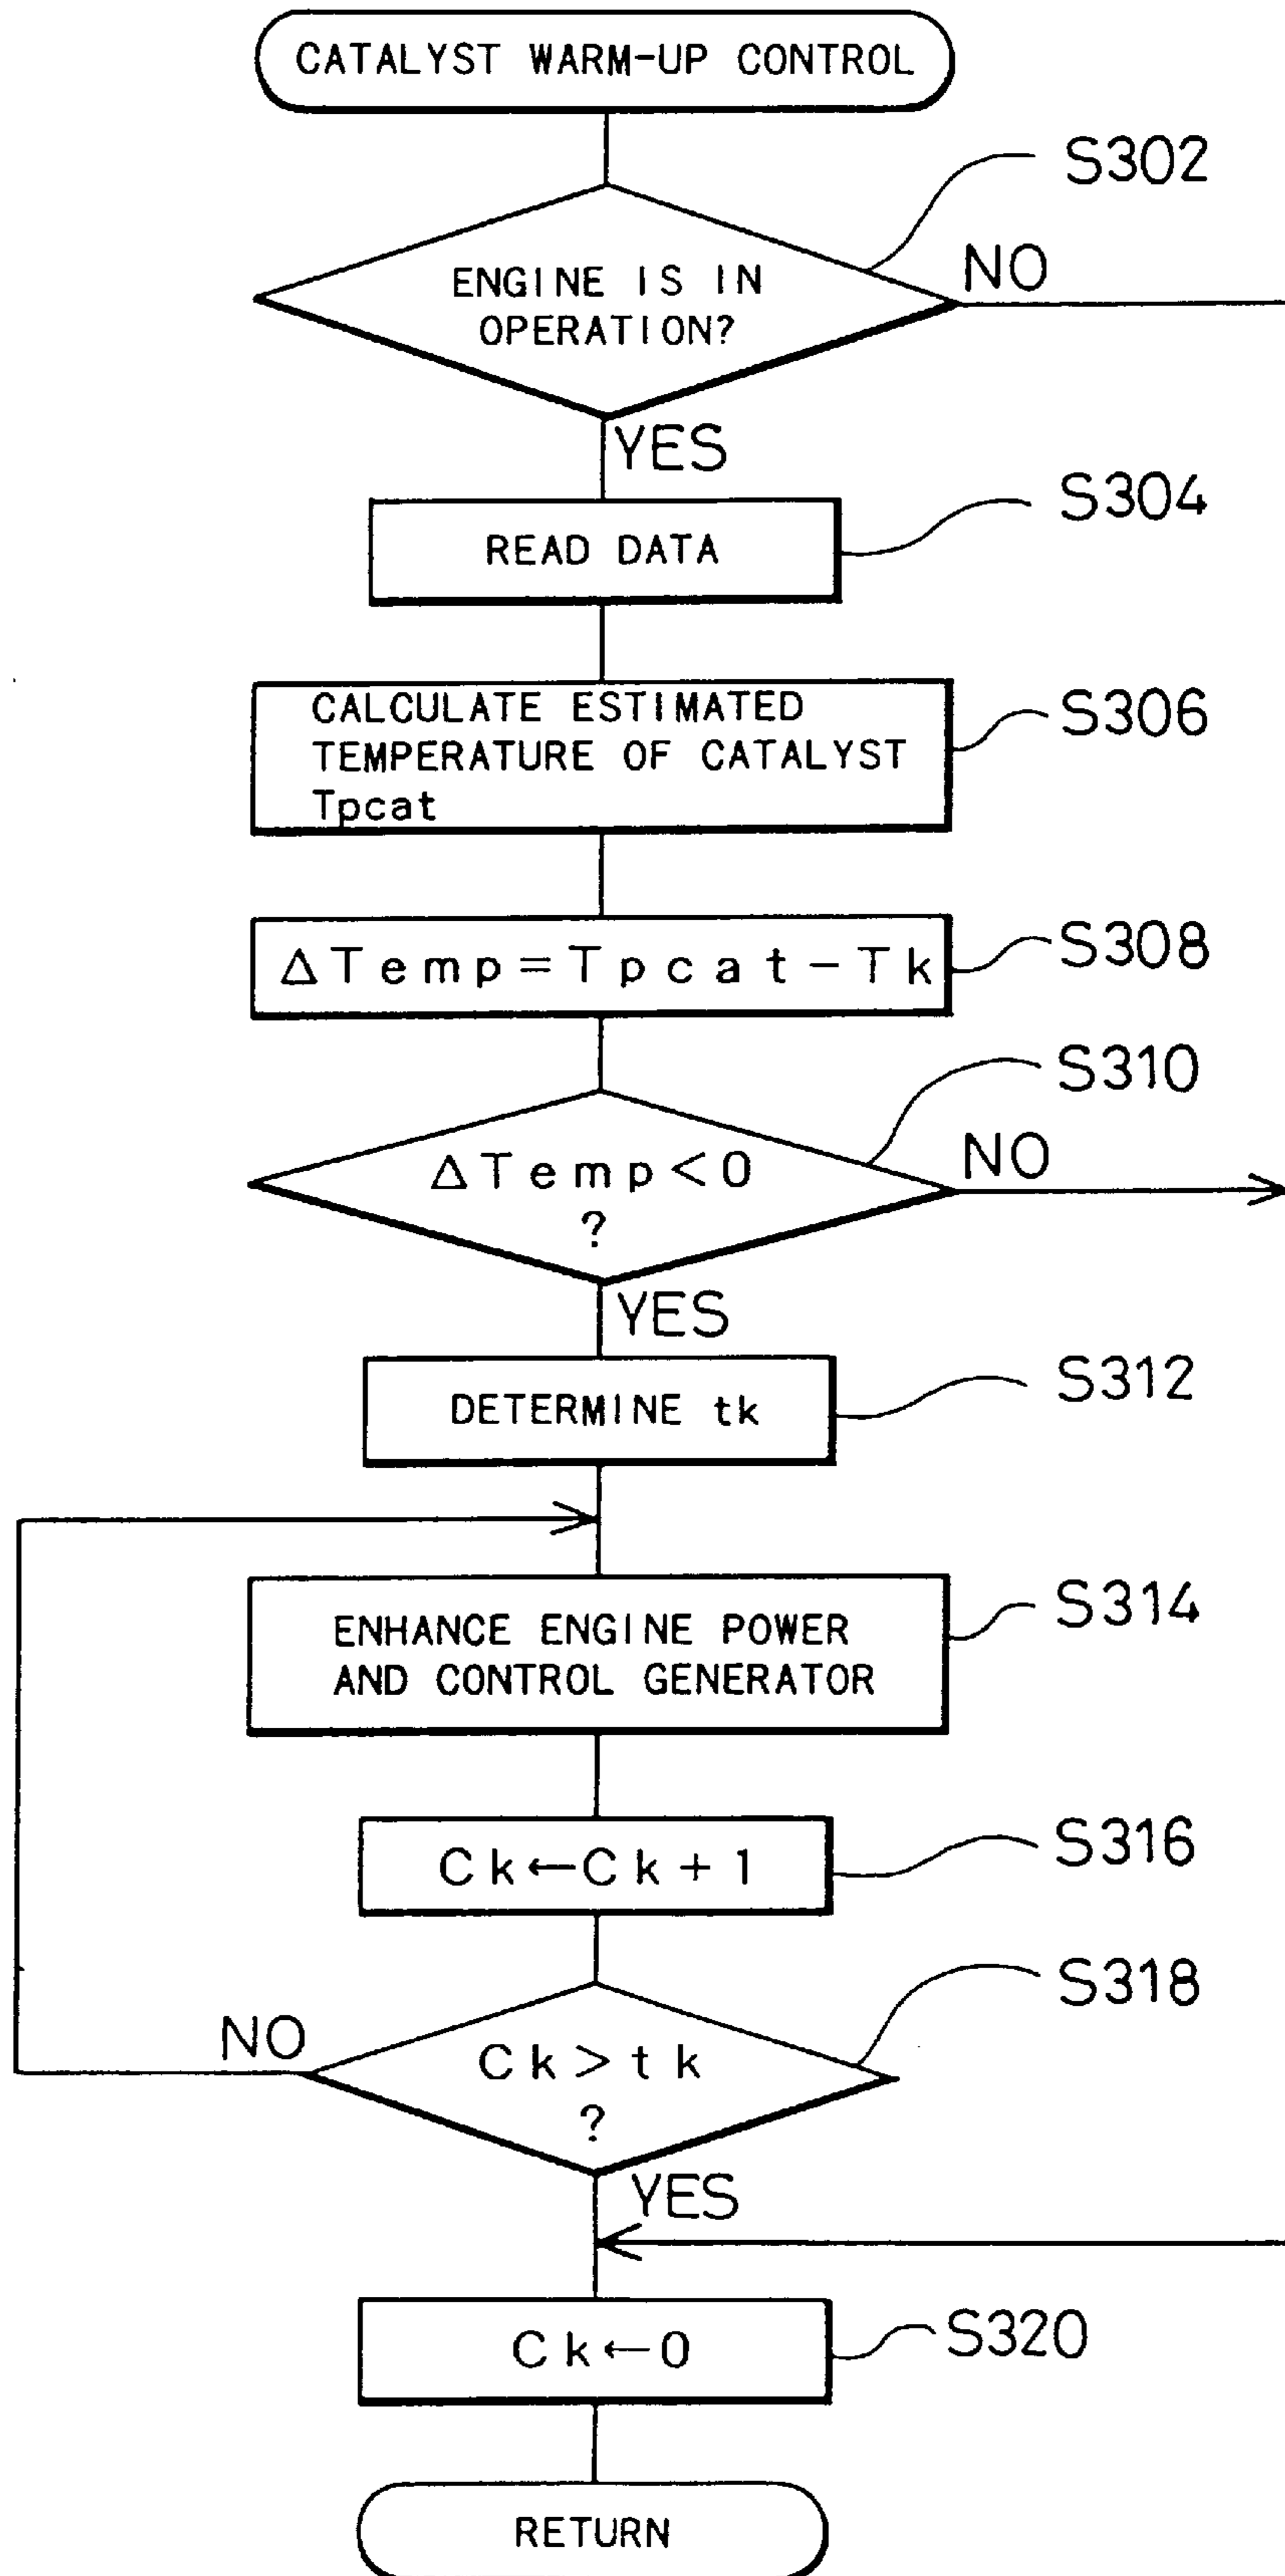 CATALYST WARM-UP CONTROL
S302
ENGINE IS IN
OPERATION?
NO
YES
S304
READ DATA
S306
CALCULATE ESTIMATED
TEMPERATURE OF CATALYST
Tpcat
S308
ΔTemp=Tpcat-Tk
S310
ΔTemp<0
?
NO
YES
S312
DETERMINE tk
S314
ENHANCE ENGINE POWER
AND CONTROL GENERATOR
S316
Ck←Ck+1
S318
NO
Ck>tk
?
YES
S320
Ck←0
RETURN